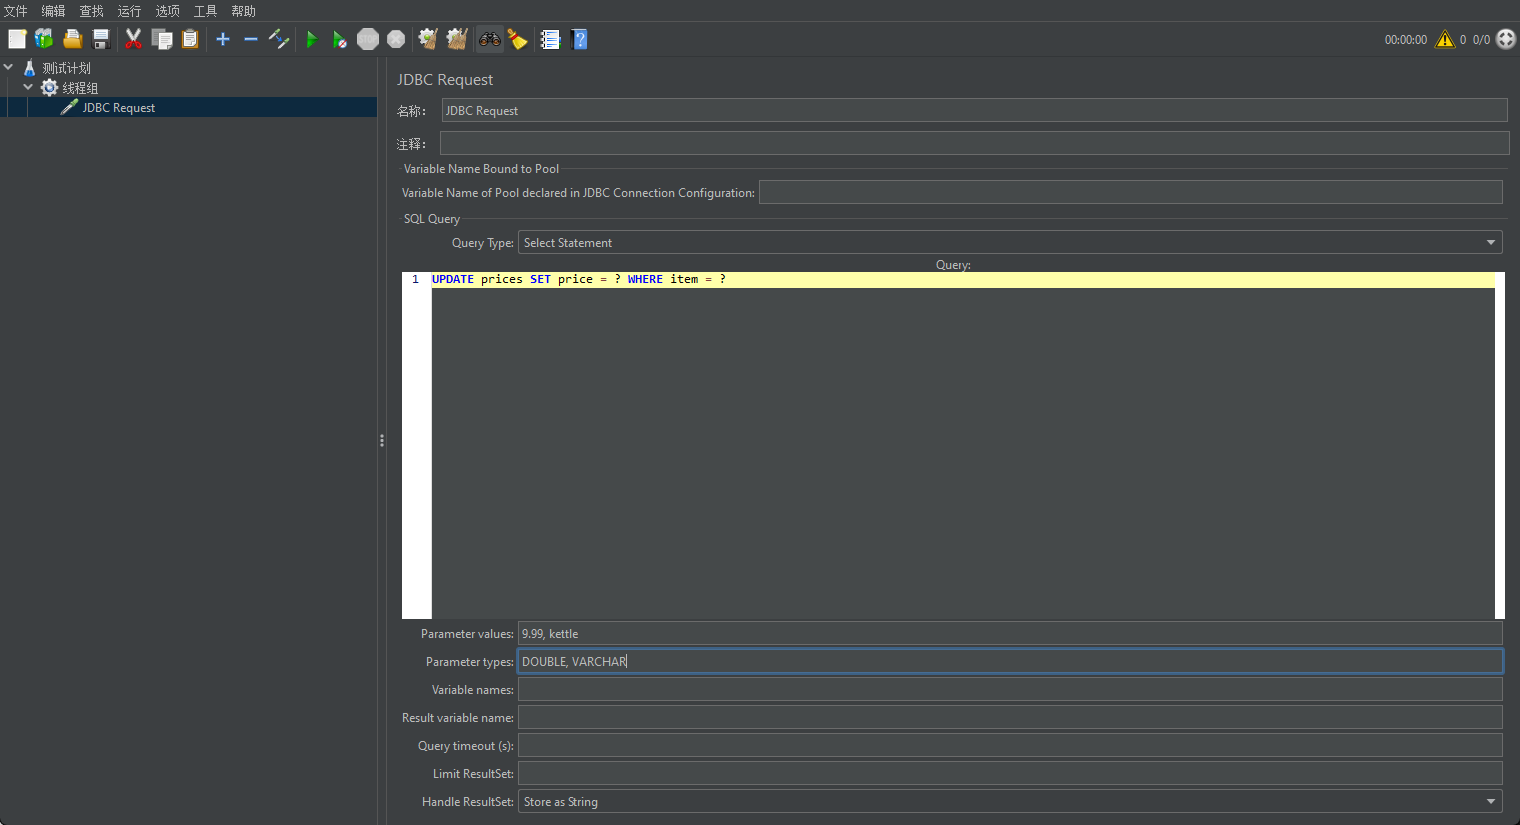 文件 编辑 查找 运行 选项 工具 帮助
00:00:00 0 0/0
测试计划
线程组
JDBC Request
JDBC Request
名称： JDBC Request
注释：
Variable Name Bound to Pool
Variable Name of Pool declared in JDBC Connection Configuration:
SQL Query
Query Type: Select Statement
Query:
1 UPDATE prices SET price = ? WHERE item = ?
Parameter values: 9.99, kettle
Parameter types: DOUBLE, VARCHAR
Variable names:
Result variable name:
Query timeout (s):
Limit ResultSet:
Handle ResultSet: Store as String